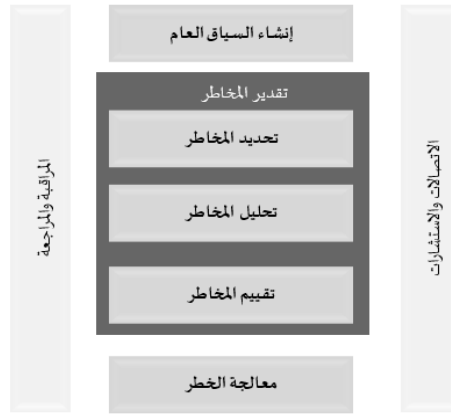 إنشاء السياق العام
تقدير المخاطر
تحديد المخاطر
تحليل المخاطر
تقييم المخاطر
معالجة الخطر
الاتصالات والاستشارات
المراقبة والمراجعة